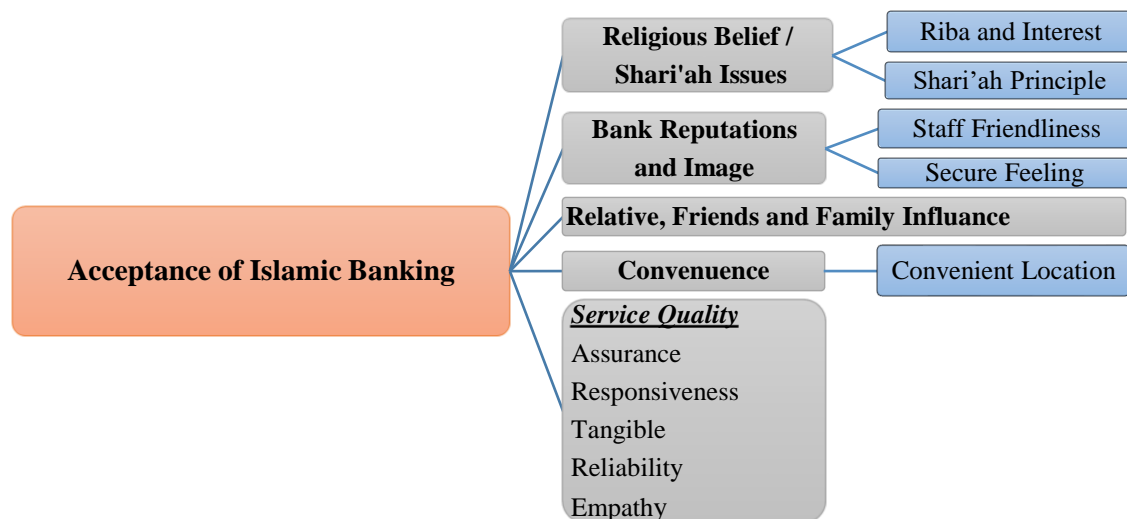 Acceptance of Islamic Banking
Religious Belief /
Shari'ah Issues
Riba and Interest
Shari’ah Principle
Bank Reputations
and Image
Staff Friendliness
Secure Feeling
Relative, Friends and Family Influance
Convenuence
Convenient Location
Service Quality
Assurance
Responsiveness
Tangible
Reliability
Empathy